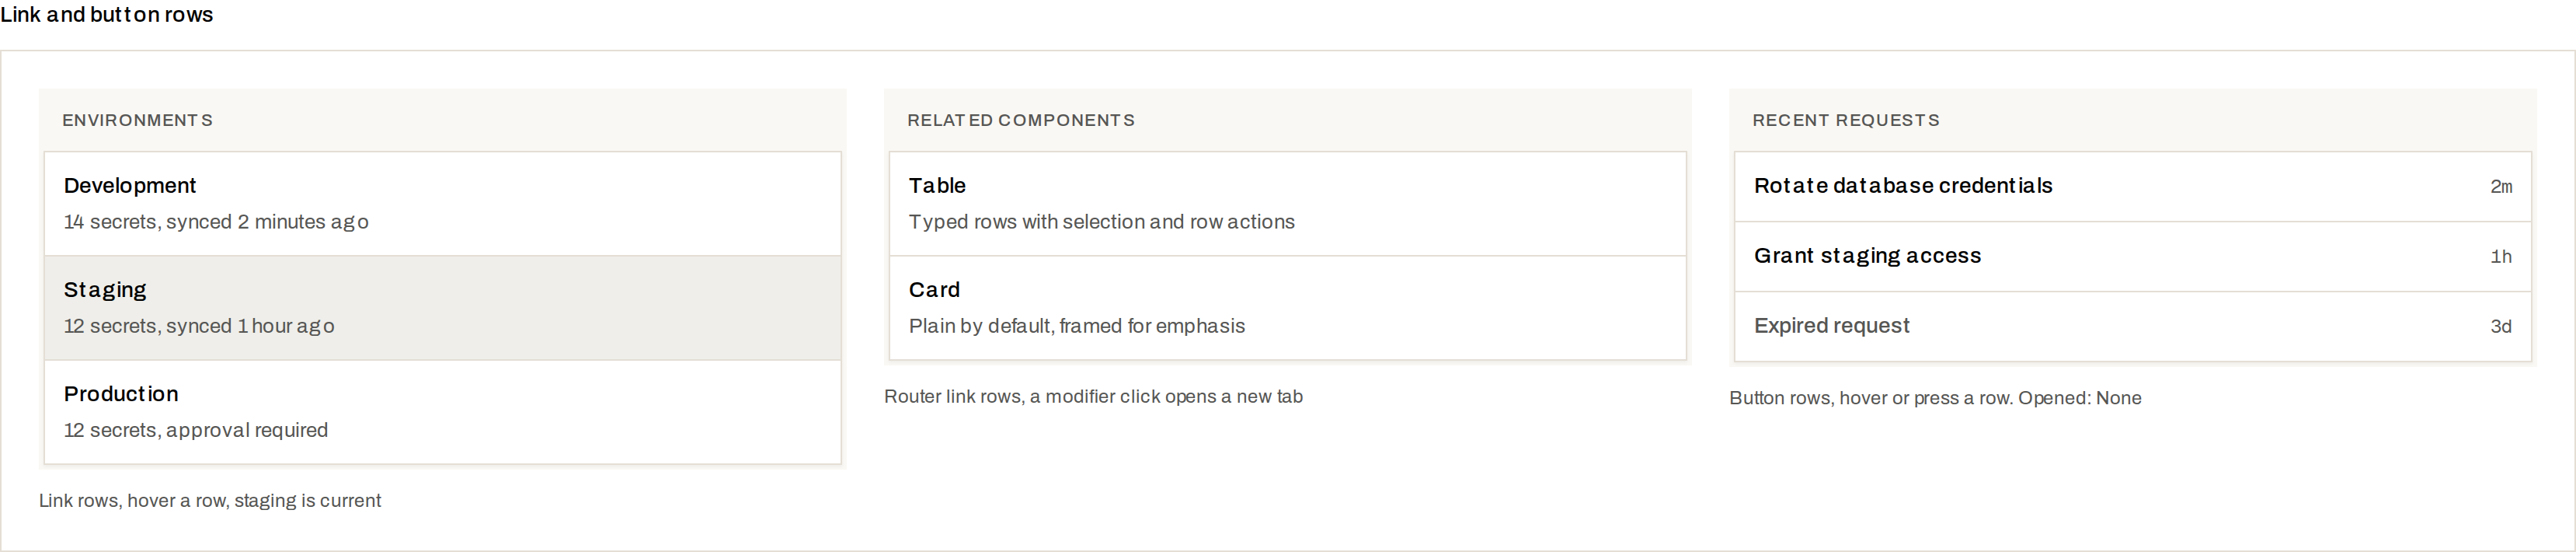 Link and button rows
ENVIRONMENTS
Development
14 secrets, synced 2 minutes ago
Staging
12 secrets, synced 1 hour ago
Production
12 secrets, approval required
Link rows, hover a row, staging is current
RELATED COMPONENTS
Table
Typed rows with selection and row actions
Card
Plain by default, framed for emphasis
Router link rows, a modifier click opens a new tab
RECENT REQUESTS
Rotate database credentials 2m
Grant staging access 1h
Expired request 3d
Button rows, hover or press a row. Opened: None